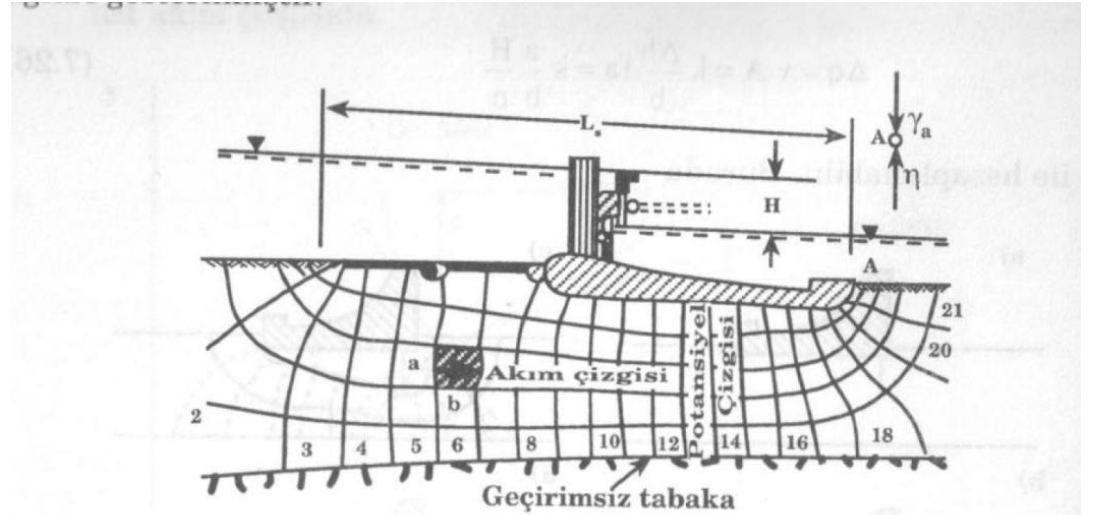 L.
A
γa
η
H
A
21
20
a
Akım çizgisi
b
Potansiyel
Çizgisi
2
3
4
5
6
8
10
12
14
16
18
Geçirimsiz tabaka